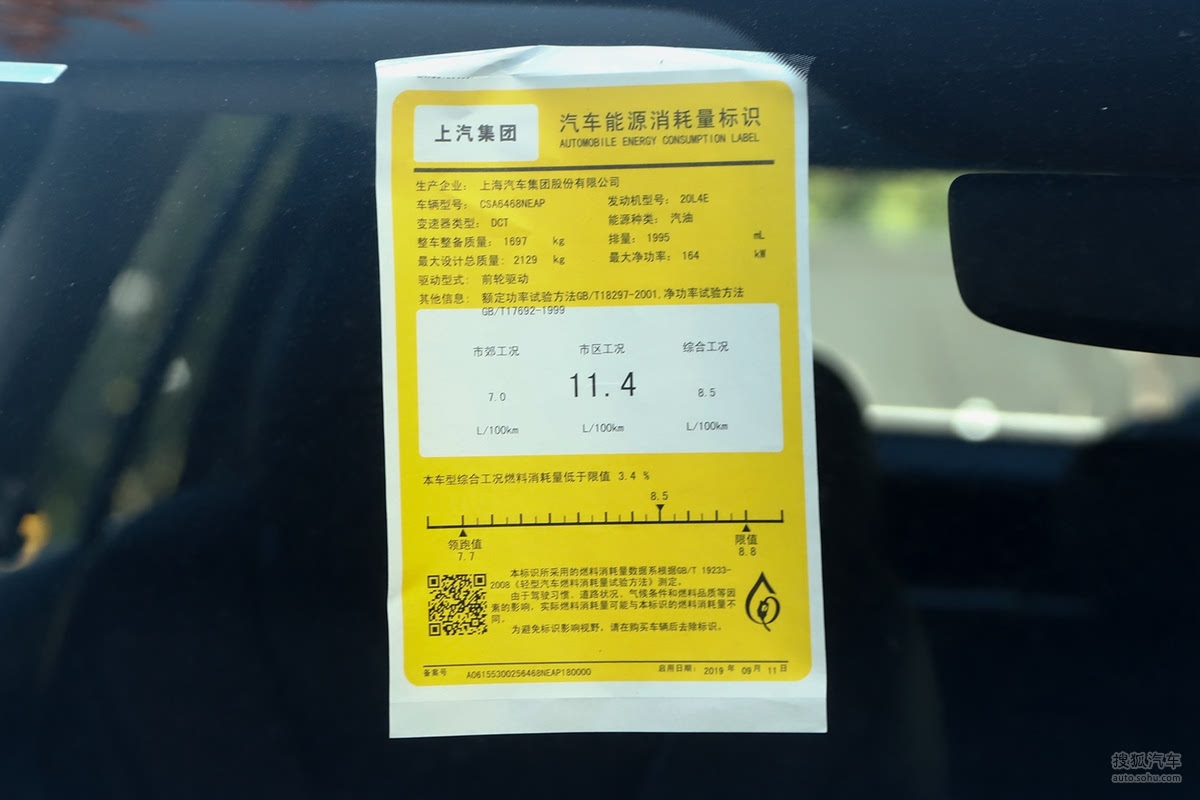 上汽集团
汽车能源消耗量标识
AUTOMOBILE ENERGY CONSUMPTION LABEL
生产企业: 上海汽车集团股份有限公司
车辆型号: CSA6468NEAP 发动机型号: 20L4E
变速器类型: DCT 能源种类: 汽油
整车整备质量: 1697 kg 排量: 1995 mL
最大设计总质量: 2129 kg 最大净功率: 164 kW
驱动型式: 前轮驱动
其他信息: 额定功率试验方法GB/T18297-2001,净功率试验方法
GB/T17692-1999
市郊工况 市区工况 综合工况
7.0 11.4 8.5
L/100km L/100km L/100km
本车型综合工况燃料消耗量低于限值 3.4 %
8.5
领跑值 限值
7.7 8.8
本标识所采用的燃料消耗量数据系根据GB/T 19233-
2008《轻型汽车燃料消耗量试验方法》测定。
由于驾驶习惯、道路状况、气候条件和燃料品质等因
素的影响,实际燃料消耗量可能与本标识的燃料消耗量不
同。
为避免标识影响视野,请在购买车辆后去除标识。
备案号 A06155300256468NEAP180000 启用日期: 2019 年 09 月 11 日
搜狐汽车
auto.sohu.com